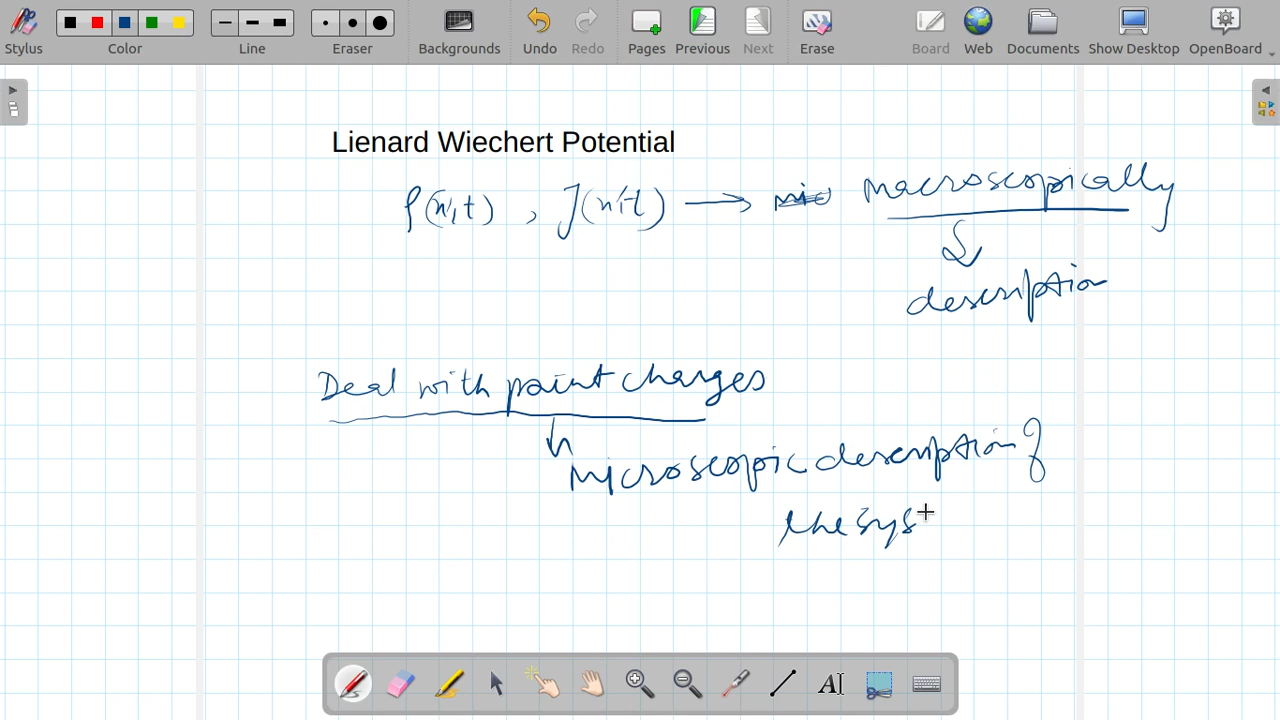 Stylus Color Line Eraser Backgrounds Undo Redo Pages Previous Next Erase Board Web Documents Show Desktop OpenBoard
Lienard Wiechert Potential
ρ(x',t) , J(x',t) → macroscopically
description
Deal with point charges
microscopic description of
the sys